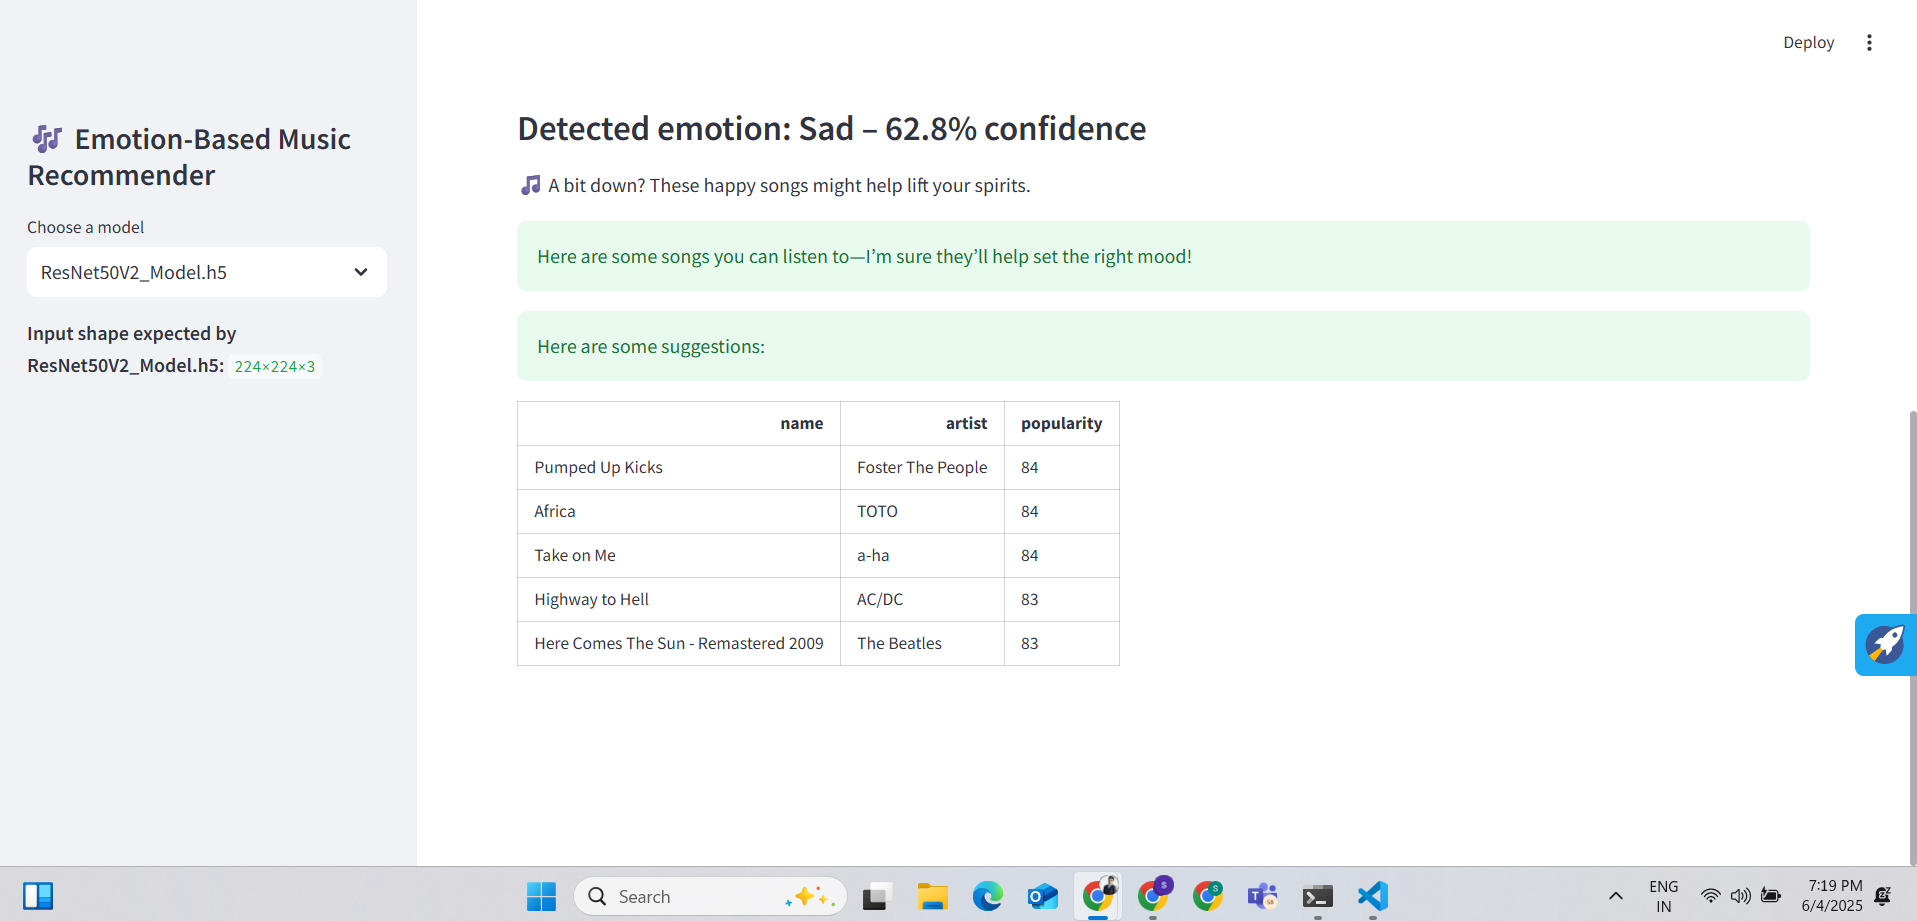 Deploy
Emotion-Based Music
Recommender
Choose a model
ResNet50V2_Model.h5
Input shape expected by
ResNet50V2_Model.h5: 224×224×3
Detected emotion: Sad – 62.8% confidence
A bit down? These happy songs might help lift your spirits.
Here are some songs you can listen to—I’m sure they’ll help set the right mood!
Here are some suggestions:
name artist popularity
Pumped Up Kicks Foster The People 84
Africa TOTO 84
Take on Me a-ha 84
Highway to Hell AC/DC 83
Here Comes The Sun - Remastered 2009 The Beatles 83
Search
ENG
IN
7:19 PM
6/4/2025